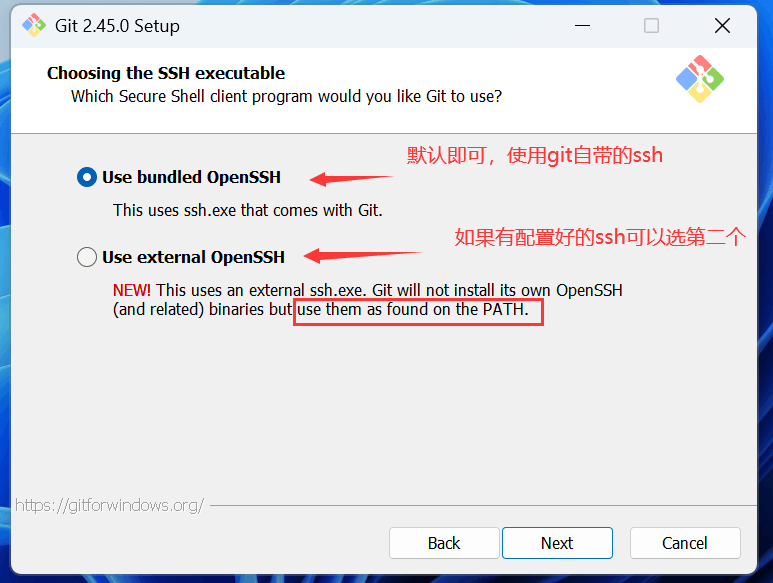 Git 2.45.0 Setup
Choosing the SSH executable
Which Secure Shell client program would you like Git to use?
默认即可，使用git自带的ssh
Use bundled OpenSSH
This uses ssh.exe that comes with Git.
如果有配置好的ssh可以选第二个
Use external OpenSSH
NEW! This uses an external ssh.exe. Git will not install its own OpenSSH
(and related) binaries but use them as found on the PATH.
https://gitforwindows.org/
Back
Next
Cancel